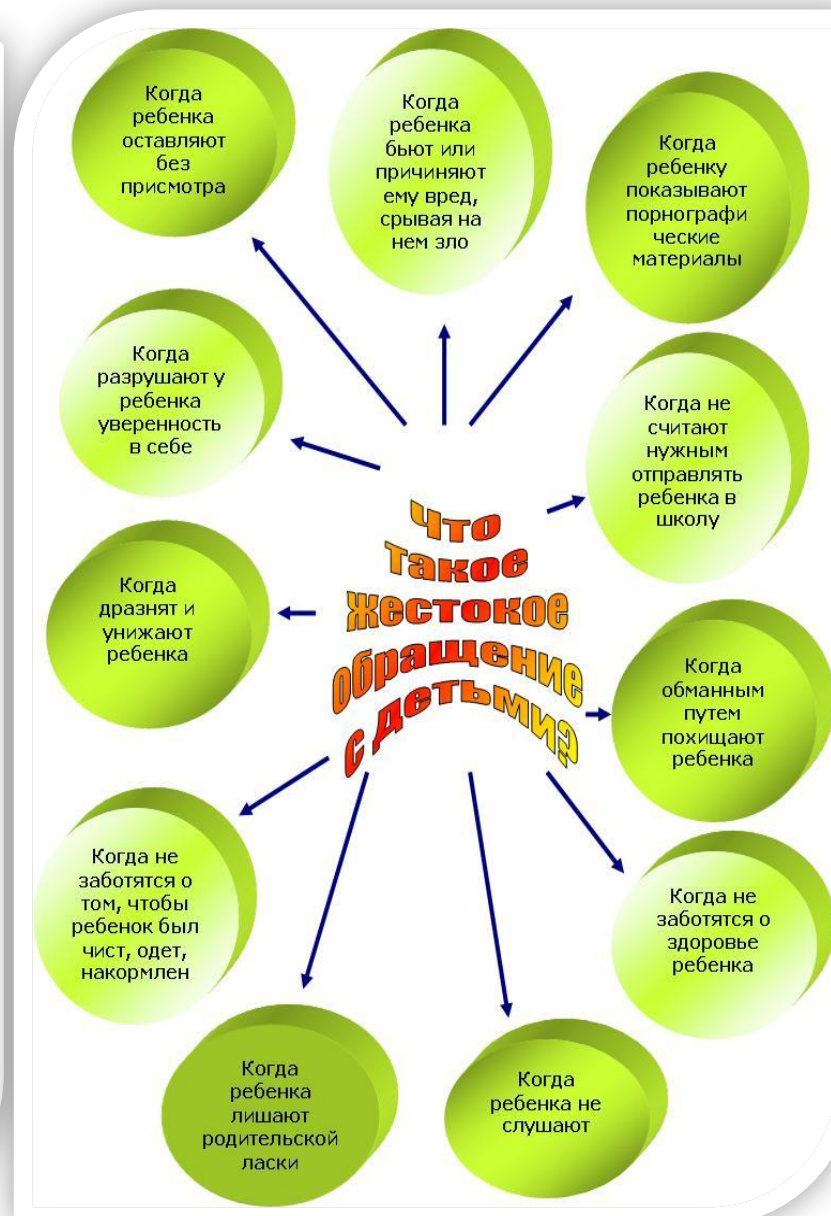 Когда
ребенка
оставляют
без
присмотра
Когда
ребенка
бьют или
причиняют
ему вред,
срывая на
нем зло
Когда
ребенку
показывают
порнографи
ческие
материалы
Когда
разрушают у
ребенка
уверенность
в себе
Когда не
считают
нужным
отправлять
ребенка в
школу
Что
такое
жестокое
обращение
с детьми?
Когда
дразнят и
унижают
ребенка
Когда
обманным
путем
похищают
ребенка
Когда не
заботятся о
том, чтобы
ребенок был
чист, одет,
накормлен
Когда не
заботятся о
здоровье
ребенка
Когда
ребенка
лишают
родительской
ласки
Когда
ребенка не
слушают